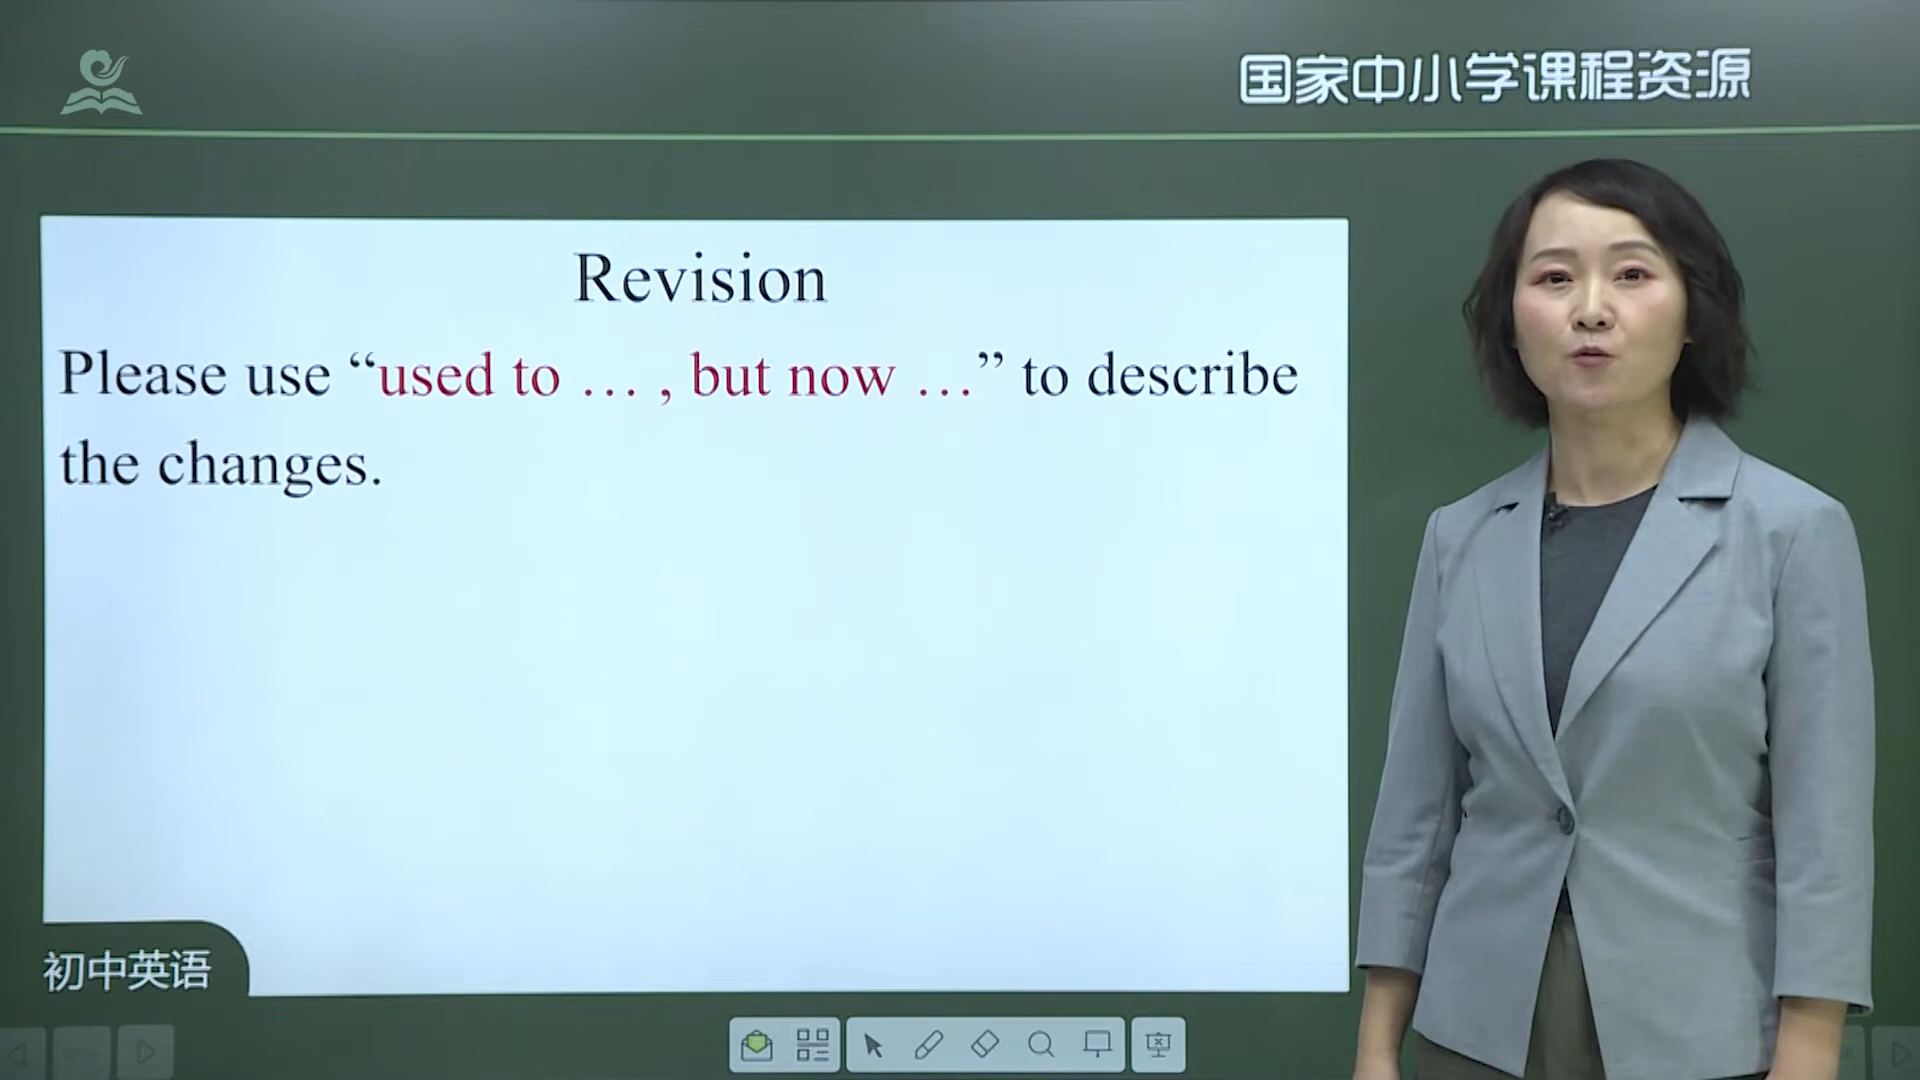 国家中小学课程资源
Revision
Please use “used to … , but now …” to describe
the changes.
初中英语